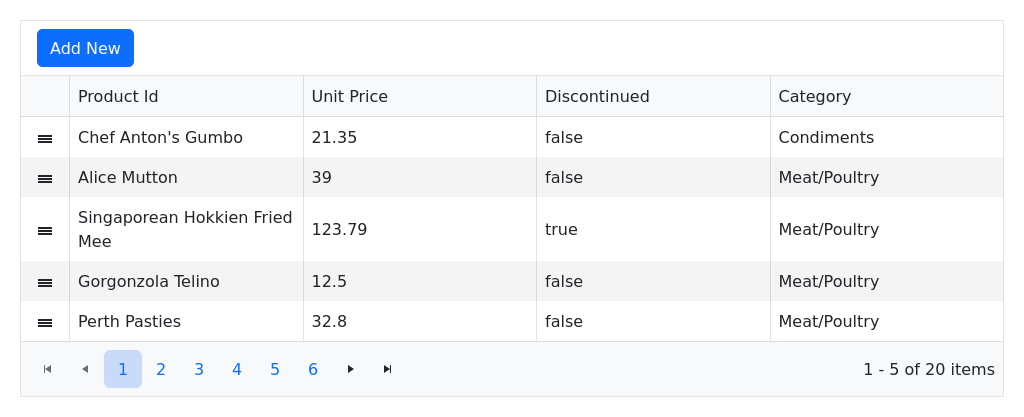 Add New
Product Id Unit Price Discontinued Category
Chef Anton's Gumbo 21.35 false Condiments
Alice Mutton 39 false Meat/Poultry
Singaporean Hokkien Fried
Mee 123.79 true Meat/Poultry
Gorgonzola Telino 12.5 false Meat/Poultry
Perth Pasties 32.8 false Meat/Poultry
1 2 3 4 5 6 1 - 5 of 20 items